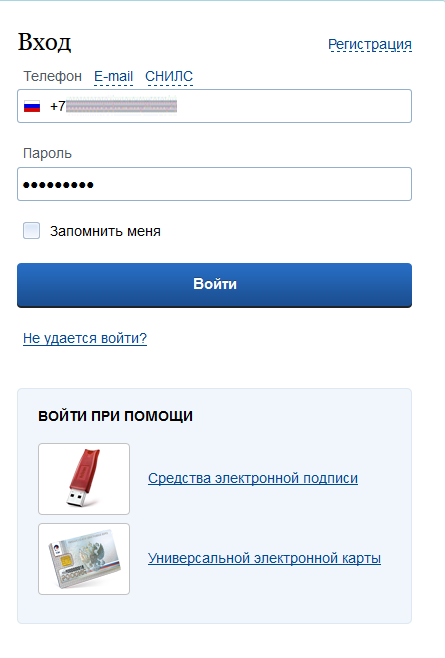 Вход
Регистрация
Телефон E-mail СНИЛС
+7
Пароль
Запомнить меня
Войти
Не удается войти?
ВОЙТИ ПРИ ПОМОЩИ
Средства электронной подписи
Универсальной электронной карты